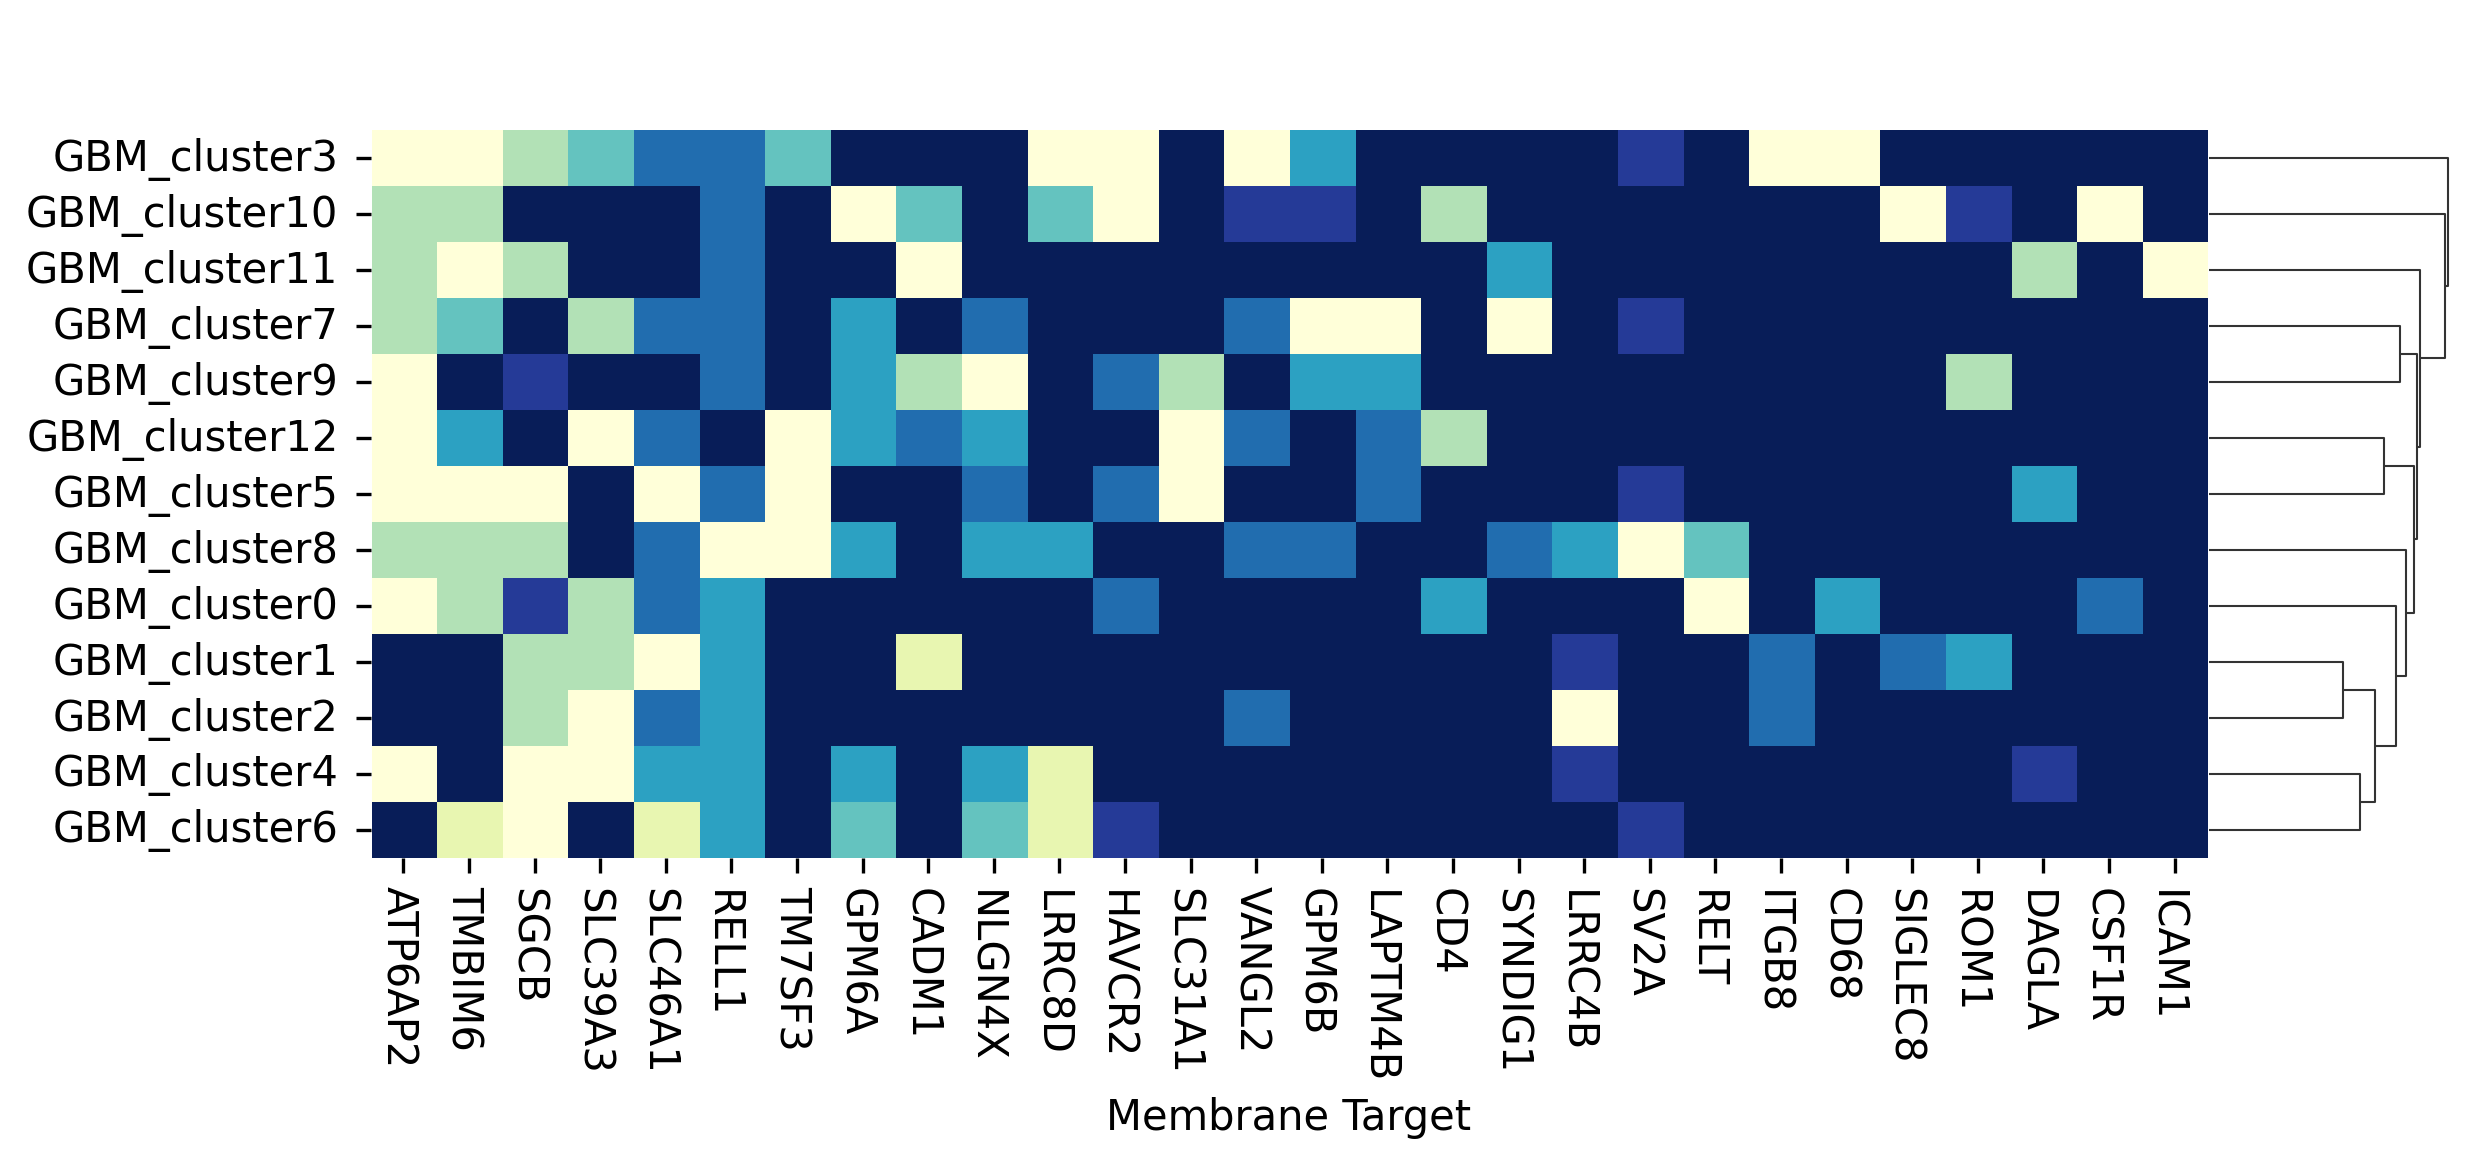 GBM_cluster3
GBM_cluster10
GBM_cluster11
GBM_cluster7
GBM_cluster9
GBM_cluster12
GBM_cluster5
GBM_cluster8
GBM_cluster0
GBM_cluster1
GBM_cluster2
GBM_cluster4
GBM_cluster6
ATP6AP2
TMBIM6
SGCB
SLC39A3
SLC46A1
RELL1
TM7SF3
GPM6A
CADM1
NLGN4X
LRRC8D
HAVCR2
SLC31A1
VANGL2
GPM6B
LAPTM4B
CD4
SYNDIG1
LRRC4B
SV2A
RELT
ITGB8
CD68
SIGLEC8
ROM1
DAGLA
CSF1R
ICAM1
Membrane Target